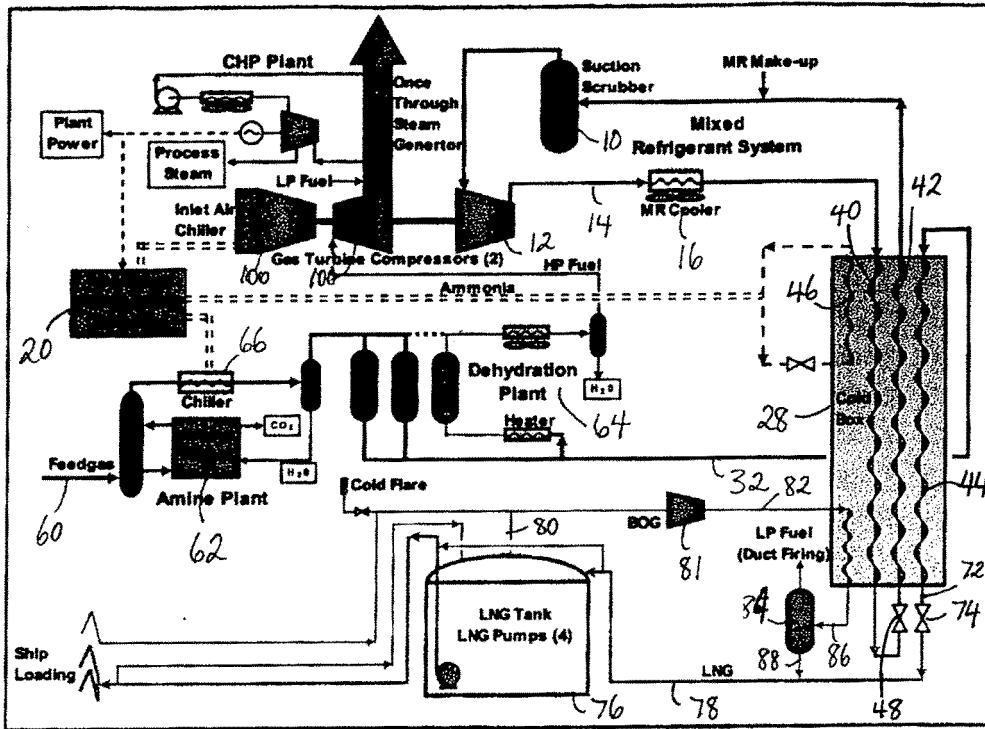 CHP Plant
Once
Through
Steam
Genertor
Suction
Scrubber
MR Make-up
10
Plant
Power
Process
Steam
LP Fuel
Mixed
Refrigerant System
42
Inlet Air
Chiller
14
MR Cooler
40
100
100
12
16
Gas Turbine Compressors (2)
HP Fuel
Ammonia
46
20
66
Chiller
Dehydration
Plant
H₂O
64
28
Cold
Box
CO₂
Heater
Feedgas
H₂O
60
Amine Plant
62
32
44
Cold Flare
82
80
BOG
81
LP Fuel
(Duct Firing)
72
84
74
LNG Tank
LNG Pumps (4)
86
88
Ship
Loading
LNG
76
78
48